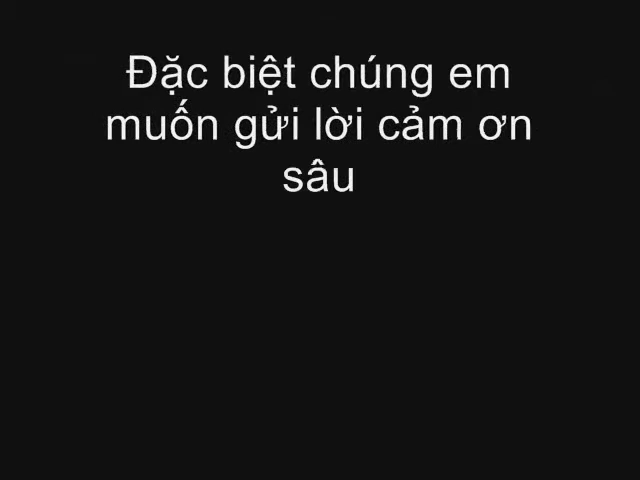 Đặc biệt chúng em
muốn gửi lời cảm ơn
sâu